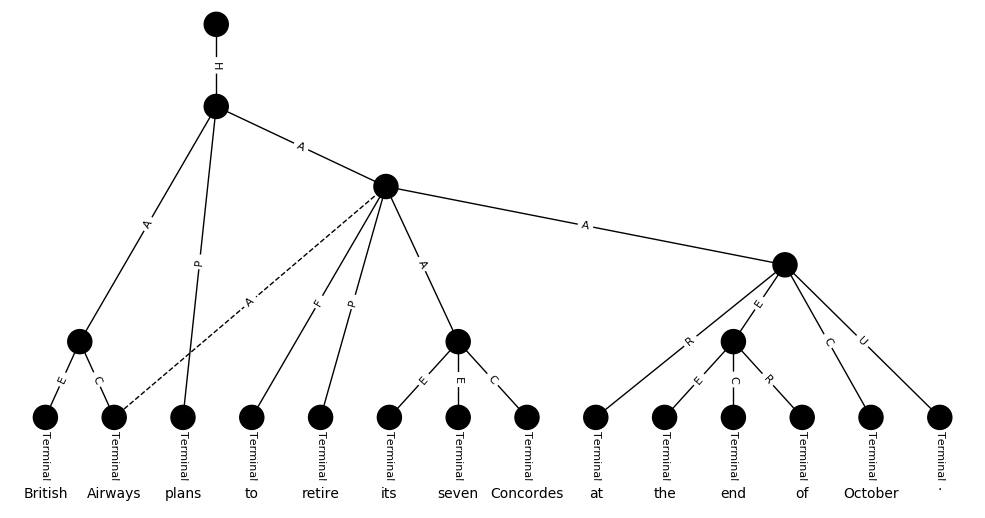 H
A
A
P
A
A
A
F
P
A
E
R
E
C
U
E
C
E
E
C
E
C
R
Terminal Terminal Terminal Terminal Terminal Terminal Terminal Terminal Terminal Terminal Terminal Terminal Terminal Terminal
British Airways plans to retire its seven Concordes at the end of October .